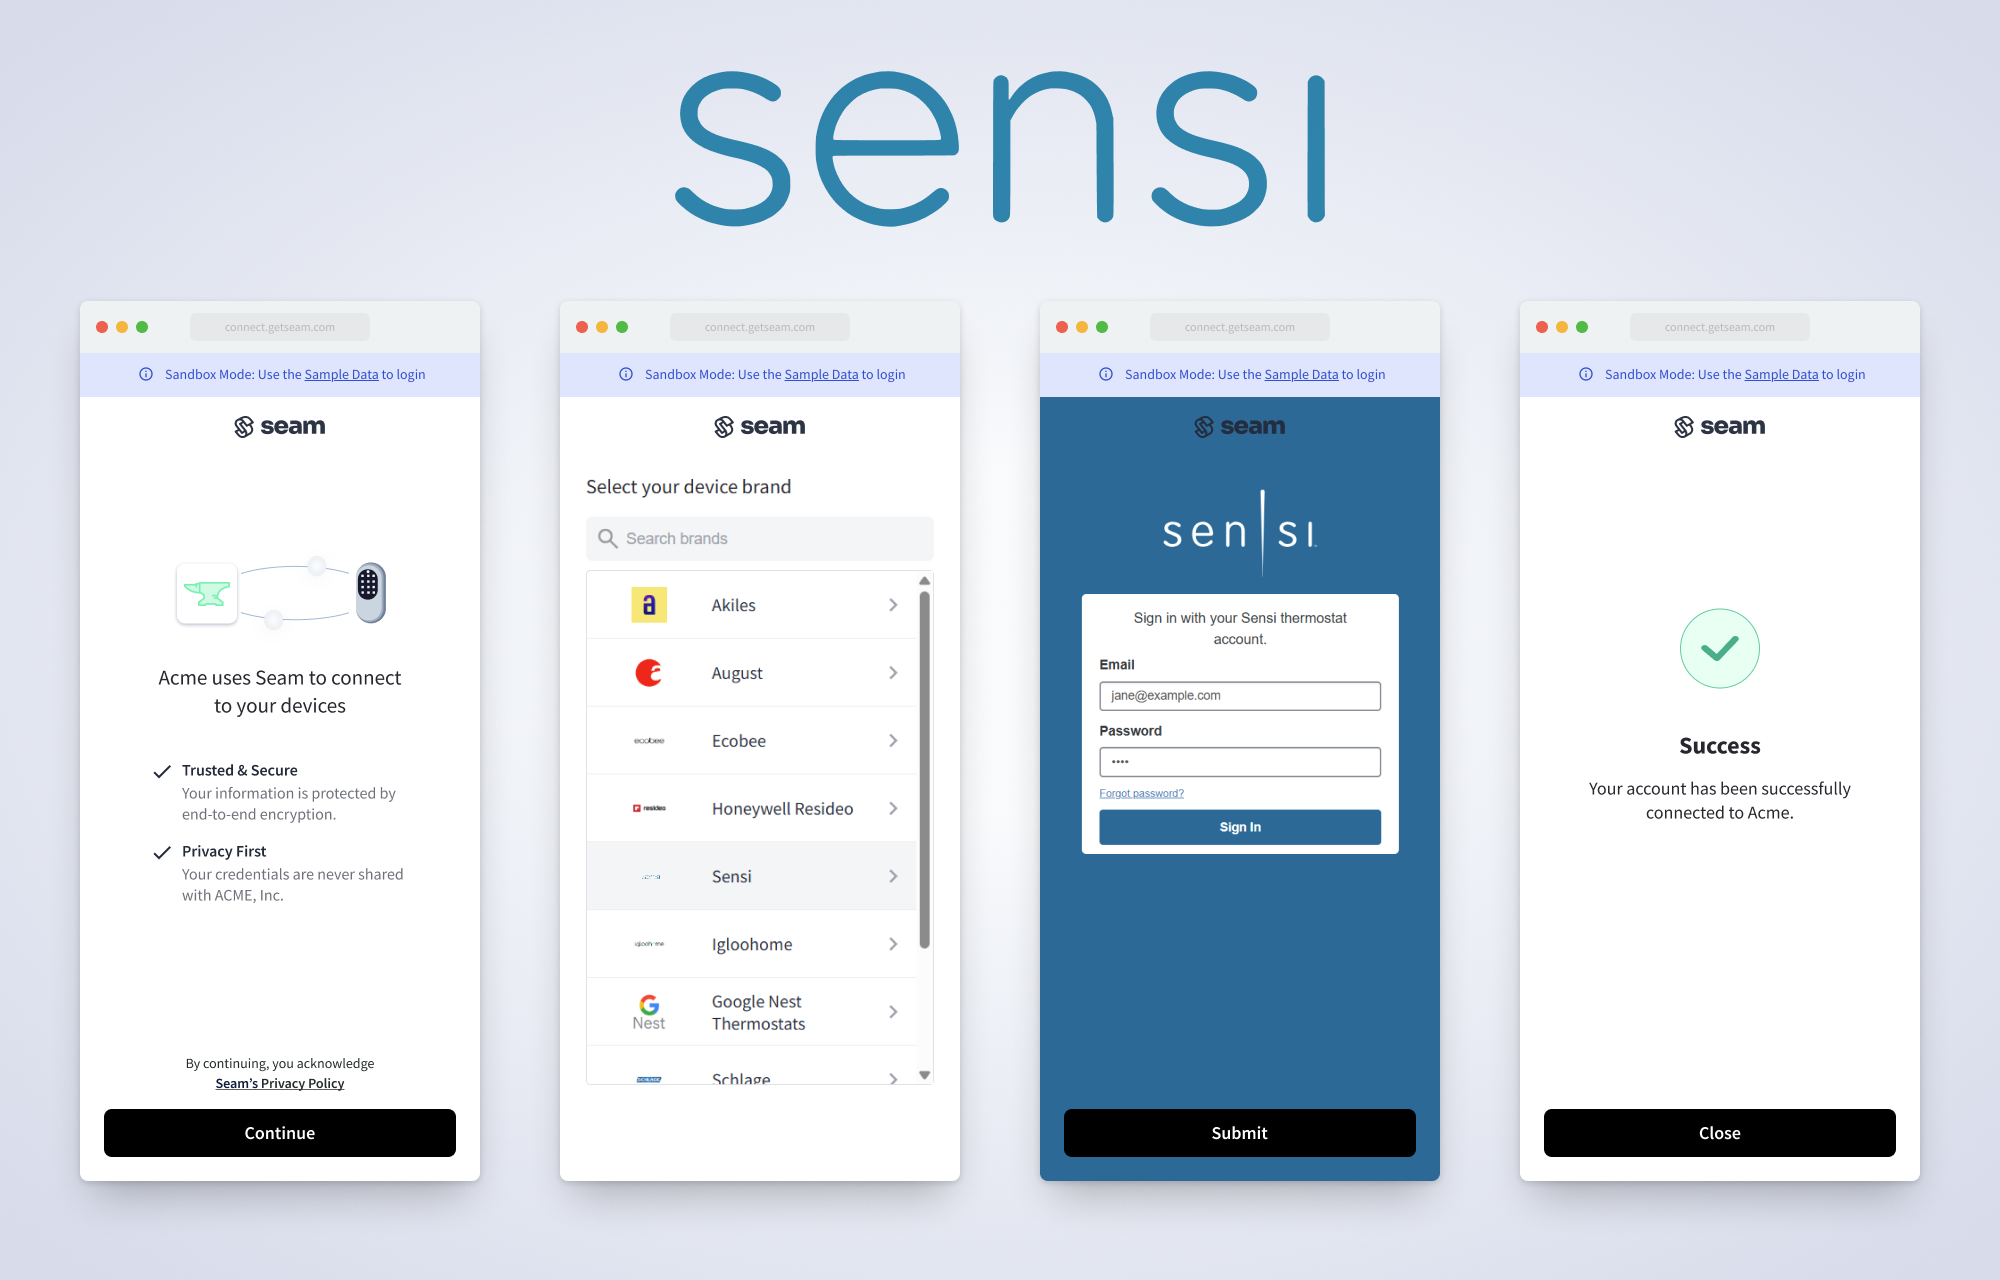 sensi
connect.getseam.com
Sandbox Mode: Use the Sample Data to login
seam
Acme uses Seam to connect
to your devices
Trusted & Secure
Your information is protected by
end-to-end encryption.
Privacy First
Your credentials are never shared
with ACME, Inc.
By continuing, you acknowledge
Seam's Privacy Policy
Continue
connect.getseam.com
Sandbox Mode: Use the Sample Data to login
seam
Select your device brand
Search brands
a
Akiles
a
August
ecobee
Ecobee
resideo
Honeywell Resideo
sensi
Sensi
igloohome
Igloohome
G
Nest
Google Nest
Thermostats
SCHLAGE
Schlage
connect.getseam.com
Sandbox Mode: Use the Sample Data to login
seam
sensi
Sign in with your Sensi thermostat
account.
Email
jane@example.com
Password
••••
Forgot password?
Sign In
Submit
connect.getseam.com
Sandbox Mode: Use the Sample Data to login
seam
Success
Your account has been successfully
connected to Acme.
Close